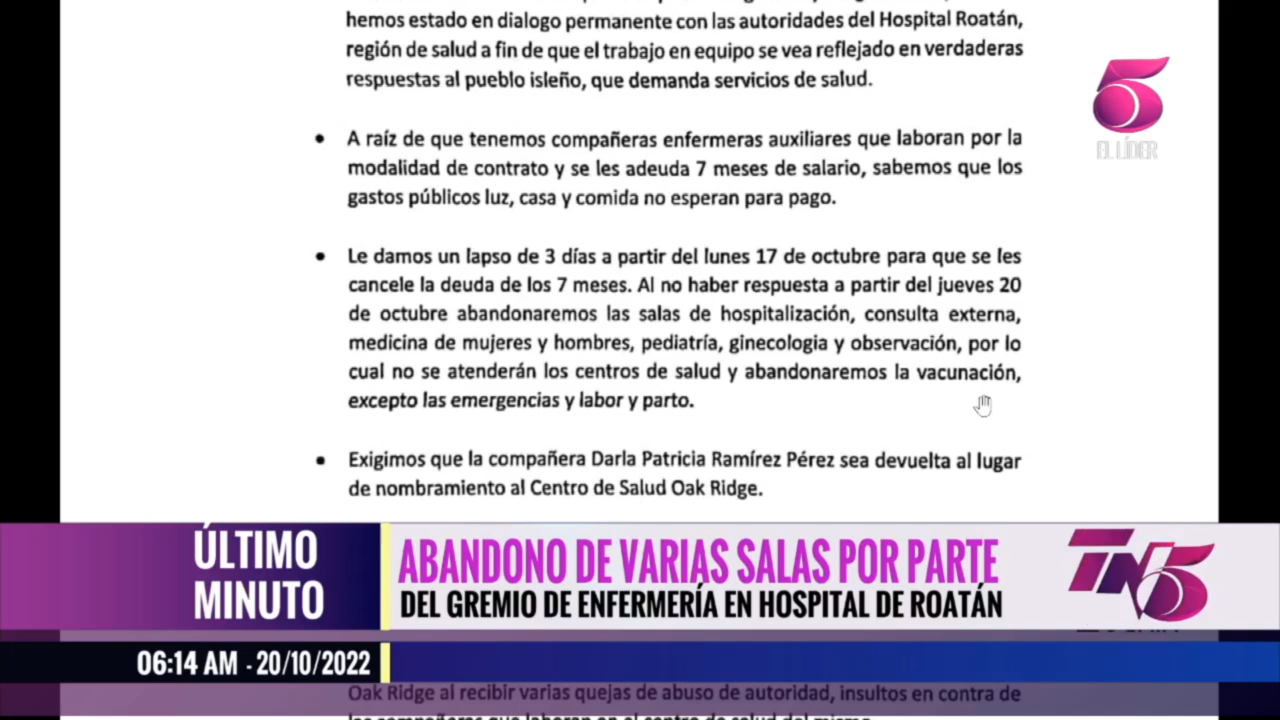 hemos estado en dialogo permanente con las autoridades del Hospital Roatán,
región de salud a fin de que el trabajo en equipo se vea reflejado en verdaderas
respuestas al pueblo isleño, que demanda servicios de salud.
5
EL LÍDER
• A raíz de que tenemos compañeras enfermeras auxiliares que laboran por la
modalidad de contrato y se les adeuda 7 meses de salario, sabemos que los
gastos públicos luz, casa y comida no esperan para pago.
• Le damos un lapso de 3 días a partir del lunes 17 de octubre para que se les
cancele la deuda de los 7 meses. Al no haber respuesta a partir del jueves 20
de octubre abandonaremos las salas de hospitalización, consulta externa,
medicina de mujeres y hombres, pediatría, ginecologia y observación, por lo
cual no se atenderán los centros de salud y abandonaremos la vacunación,
excepto las emergencias y labor y parto.
• Exigimos que la compañera Darla Patricia Ramírez Pérez sea devuelta al lugar
de nombramiento al Centro de Salud Oak Ridge.
ÚLTIMO
MINUTO
ABANDONO DE VARIAS SALAS POR PARTE
DEL GREMIO DE ENFERMERÍA EN HOSPITAL DE ROATÁN
TN5
06:14 AM - 20/10/2022
Oak Ridge al recibir varias quejas de abuso de autoridad, insultos en contra de